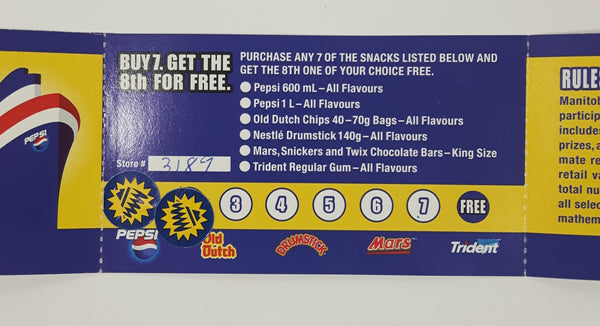 BUY 7. GET THE
8th FOR FREE.
PURCHASE ANY 7 OF THE SNACKS LISTED BELOW AND
GET THE 8TH ONE OF YOUR CHOICE FREE.
Pepsi 600 mL – All Flavours
Pepsi 1 L – All Flavours
Old Dutch Chips 40 – 70g Bags – All Flavours
Nestlé Drumstick 140g – All Flavours
Mars, Snickers and Twix Chocolate Bars – King Size
Trident Regular Gum – All Flavours
Store # 3189
3 4 5 6 7 FREE
PEPSI
Old
Dutch
DRUMSTICK
Mars
Trident
PEPSI
RULES
Manitob
particip
includes
prizes, a
mate re
retail va
total nu
all selec
mathem